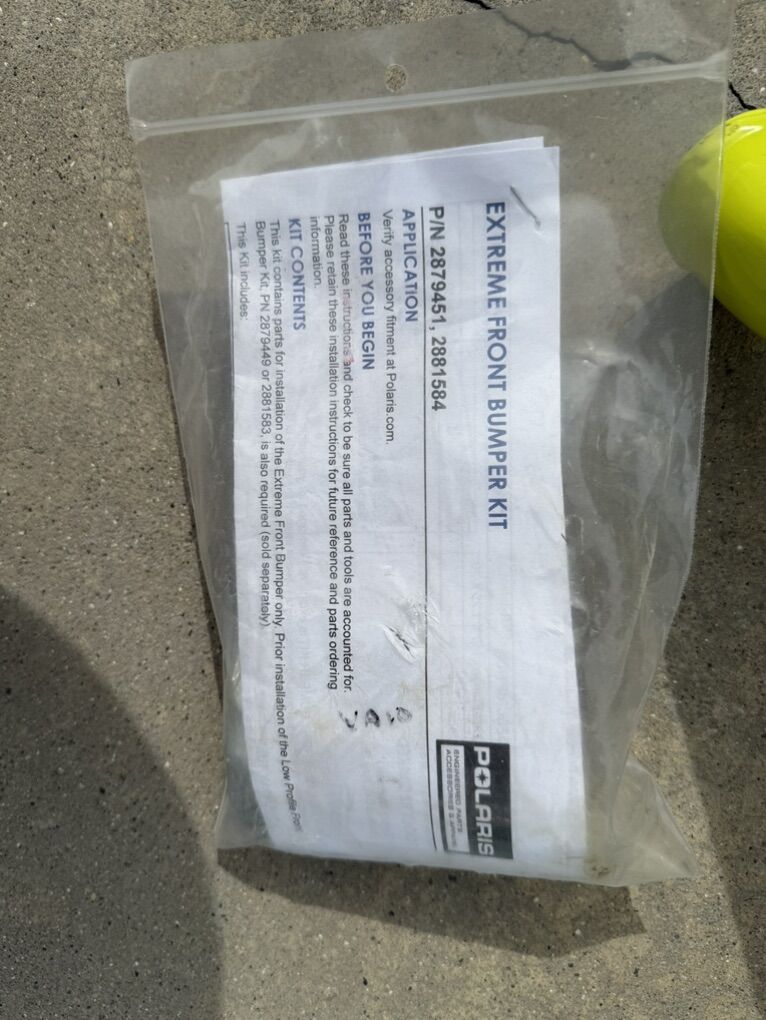 EXTREME FRONT BUMPER KIT
P/N 2879451, 2881584
POLARIS
ENGINEERED PARTS
ACCESSORIES &
APPLICATION
Verify accessory fitment at Polaris.com.
BEFORE YOU BEGIN
Read these instructions and check to be sure all parts and tools are accounted for.
Please retain these installation instructions for future reference and parts ordering
information.
KIT CONTENTS
This kit contains parts for installation of the Extreme Front Bumper only. Prior installation of the Low Profile Front
Bumper Kit, PN 2879449 or 2881583, is also required (sold separately).
This Kit includes: